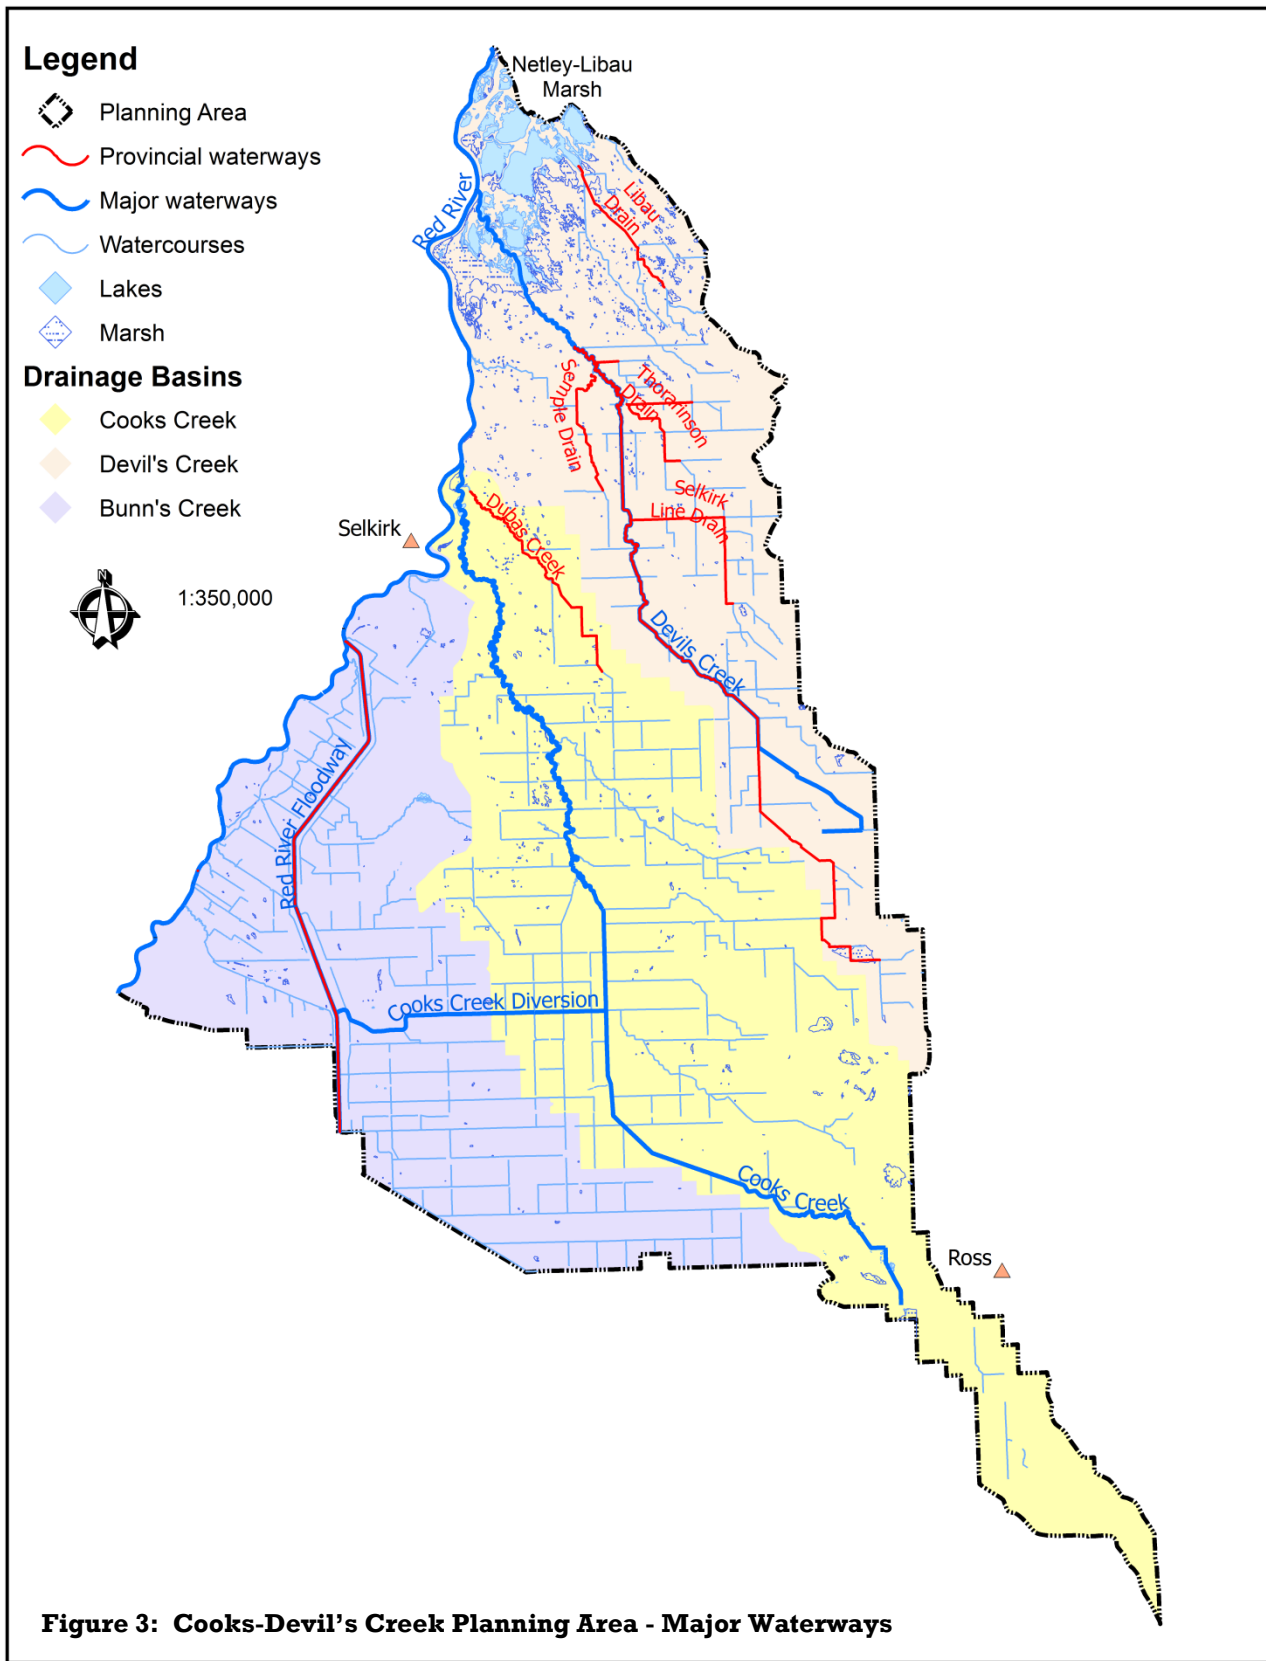 Legend
Planning Area
Provincial waterways
Major waterways
Watercourses
Lakes
Marsh
Drainage Basins
Cooks Creek
Devil's Creek
Bunn's Creek
N
1:350,000
Netley-Libau
Marsh
Red River
Libau
Drain
Semple Drain
Thorarinson
Drain
Selkirk
Line Drain
Dubas Creek
Selkirk
Devils Creek
Red River Floodway
Cooks Creek Diversion
Cooks Creek
Ross
Figure 3: Cooks-Devil's Creek Planning Area - Major Waterways